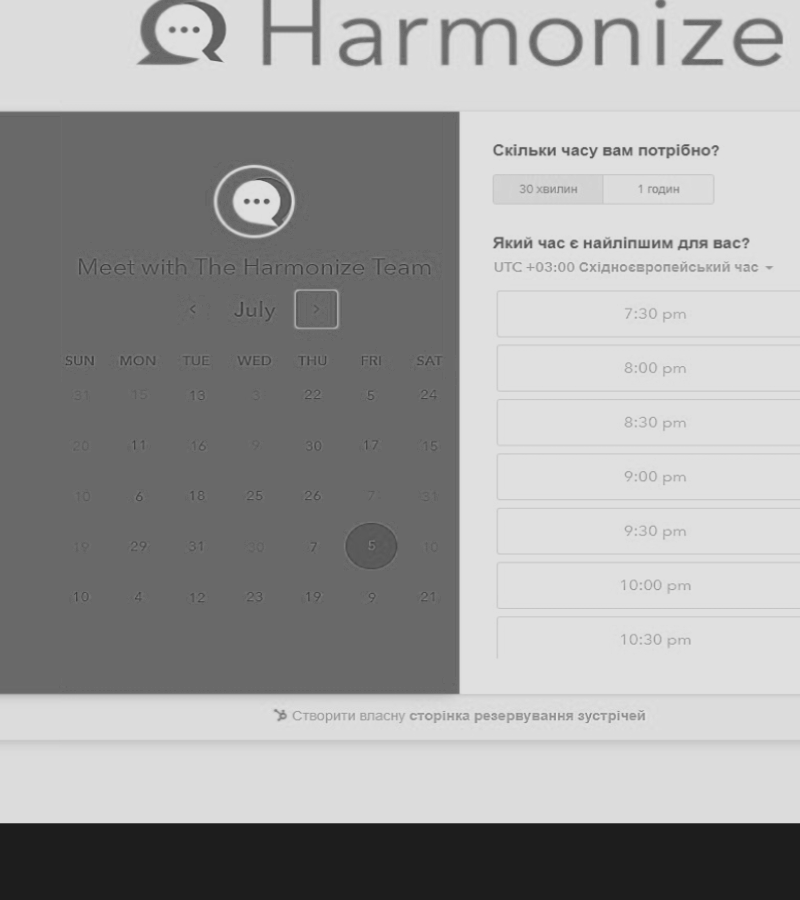 Harmonize
Meet with The Harmonize Team
July
SUN MON TUE WED THU FRI SAT
31 15 13 3 22 5 24
20 11 16 9 30 17 15
10 6 18 25 26 7 31
19 29 31 30 7 5 10
10 4 12 23 19 9 21
Скільки часу вам потрібно?
30 хвилин 1 годин
Який час є найліпшим для вас?
UTC +03:00 Східноєвропейський час
7:30 pm
8:00 pm
8:30 pm
9:00 pm
9:30 pm
10:00 pm
10:30 pm
Створити власну сторінка резервування зустрічей